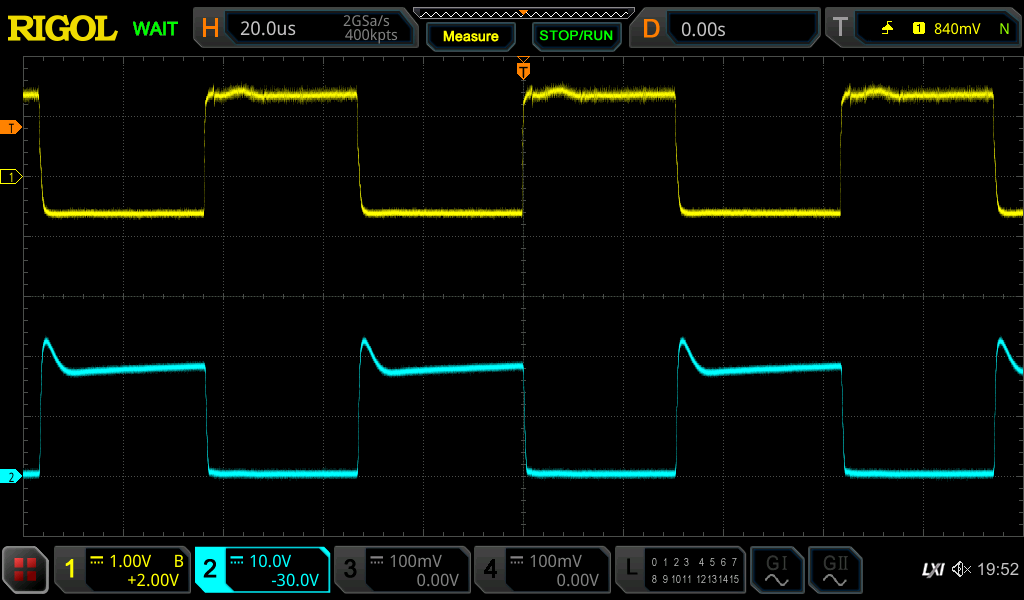 RIGOL WAIT H 20.0us 2GSa/s 400kpts Measure STOP/RUN D 0.00s T 1 840mV N
T
T
1
2
1 1.00V B +2.00V
2 10.0V -30.0V
3 100mV 0.00V
4 100mV 0.00V
L 0 1 2 3 4 5 6 7
8 9 10 11 12 13 14 15
GI GII
LXI 19:52